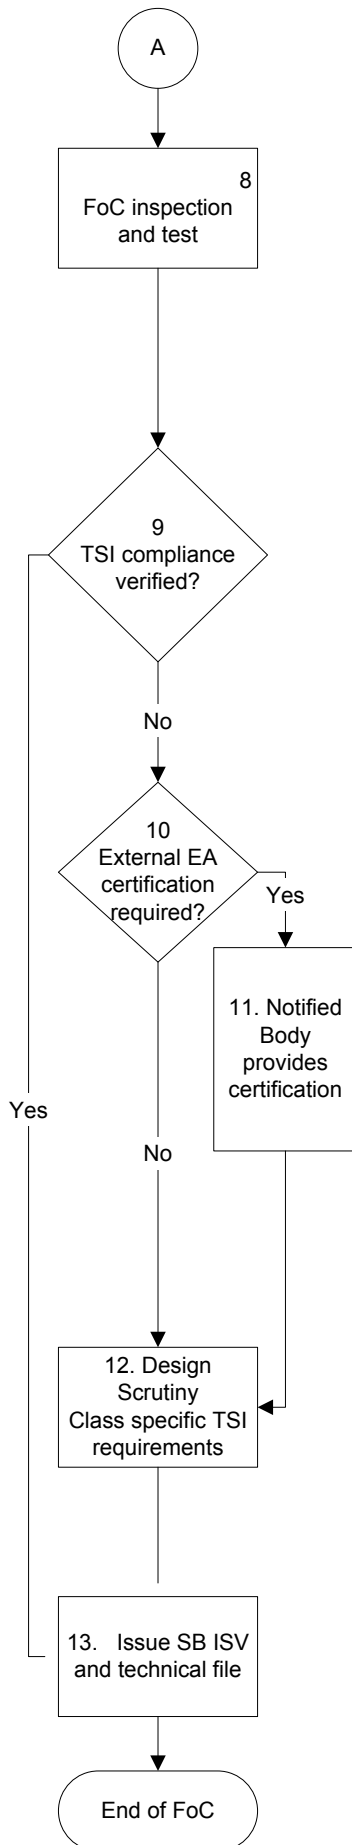 A
8
FoC inspection
and test
9
TSI compliance
verified?
No
10
External EA
certification
required?
Yes
11. Notified
Body
provides
certification
Yes
No
12. Design
Scrutiny
Class specific TSI
requirements
13. Issue SB ISV
and technical file
End of FoC